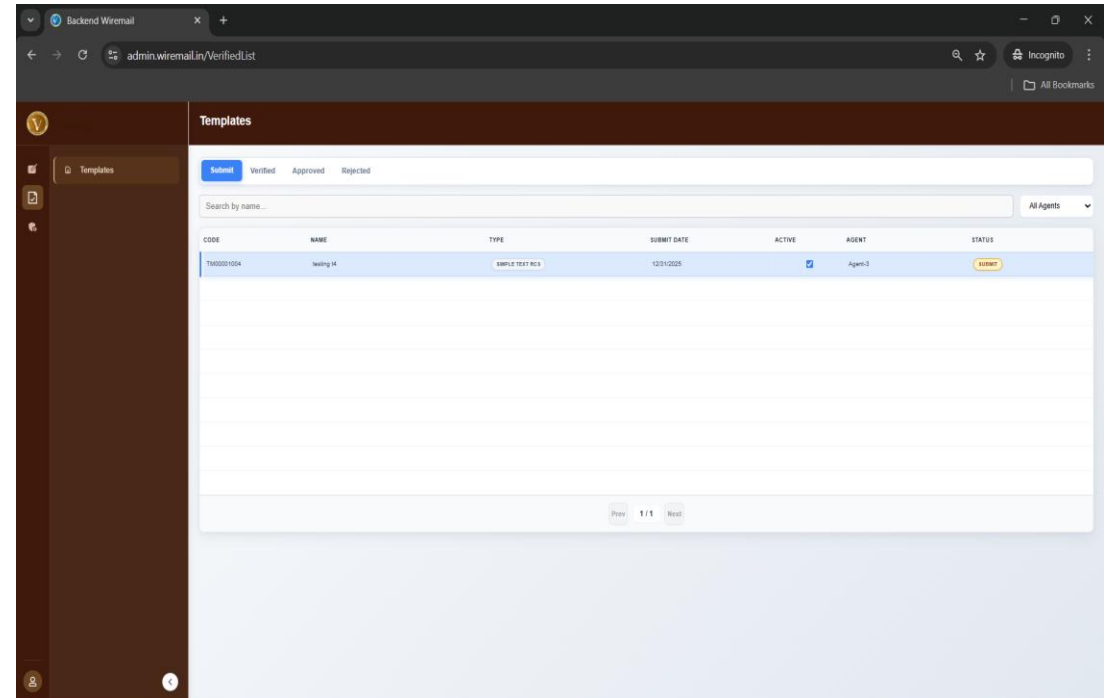 Backend Wiremail
admin.wiremail.in/VerifiedList
Incognito
All Bookmarks
V
Templates
Templates
Submit Verified Approved Rejected
Search by name...
All Agents
CODE NAME TYPE SUBMIT DATE ACTIVE AGENT STATUS
TM00001004 testing t4 SIMPLE TEXT RCS 12/31/2025 Agent-3 SUBMIT
Prev 1 / 1 Next